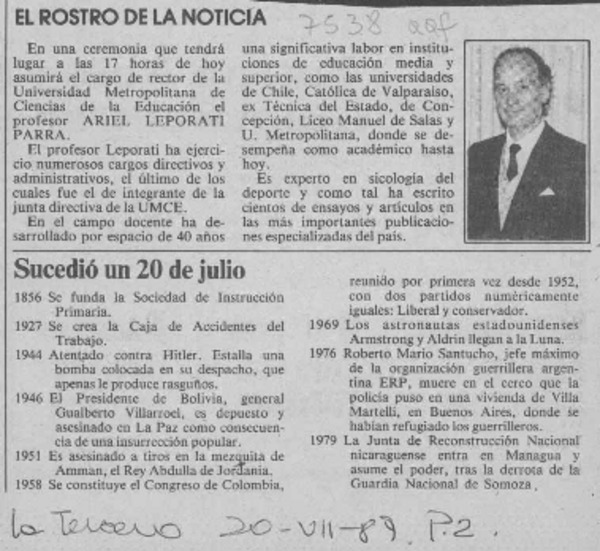 EL ROSTRO DE LA NOTICIA
7538
En una ceremonia que tendrá
lugar a las 17 horas de hoy
asumirá el cargo de rector de la
Universidad Metropolitana de
Ciencias de la Educación el
profesor ARIEL LEPORATI
PARRA.
El profesor Leporati ha ejerci-
cio numerosos cargos directivos y
administrativos, el último de los
cuales fue el de integrante de la
junta directiva de la UMCE.
En el campo docente ha de-
sarrollado por espacio de 40 años
una significativa labor en institu-
ciones de educación media y
superior, como las universidades
de Chile, Católica de Valparaíso,
ex Técnica del Estado, de Con-
cepción, Liceo Manuel de Salas y
U. Metropolitana, donde se de-
sempeña como académico hasta
hoy.
Es experto en sicología del
deporte y como tal ha escrito
cientos de ensayos y artículos en
las más importantes publicacio-
nes especializadas del país.
Sucedió un 20 de julio
1856 Se funda la Sociedad de Instrucción
Primaria.
1927 Se crea la Caja de Accidentes del
Trabajo.
1944 Atentado contra Hitler. Estalla una
bomba colocada en su despacho, que
apenas le produce rasguños.
1946 El Presidente de Bolivia, general
Gualberto Villarroel, es depuesto y
asesinado en La Paz como consecuen-
cia de una insurrección popular.
1951 Es asesinado a tiros en la mezquita de
Amman, el Rey Abdulla de Jordania.
1958 Se constituye el Congreso de Colombia,
reunido por primera vez desde 1952,
con dos partidos numéricamente
iguales: Liberal y conservador.
1969 Los astronautas estadounidenses
Armstrong y Aldrin llegan a la Luna.
1976 Roberto Mario Santucho, jefe máximo
de la organización guerrillera argen-
tina ERP, muere en el cerco que la
policía puso en una vivienda de Villa
Martelli, en Buenos Aires, donde se
habían refugiado los guerrilleros.
1979 La Junta de Reconstrucción Nacional
nicaraguense entra en Managua y
asume el poder, tras la derrota de la
Guardia Nacional de Somoza.
La Tercera 20-VII-89 P.2.